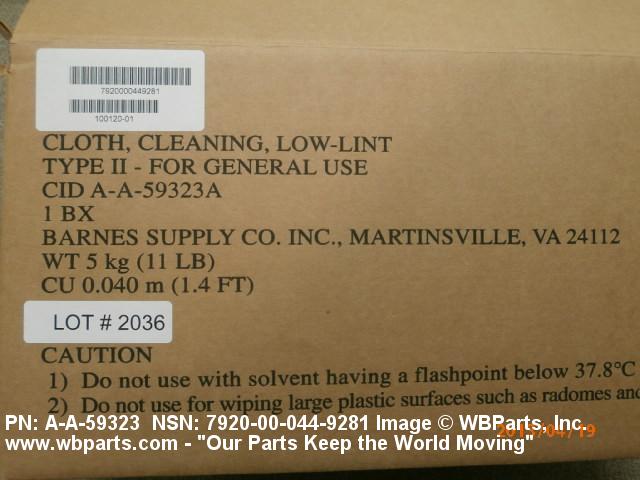 7920000449281
100120-01
CLOTH, CLEANING, LOW-LINT
TYPE II - FOR GENERAL USE
CID A-A-59323A
1 BX
BARNES SUPPLY CO. INC., MARTINSVILLE, VA 24112
WT 5 kg (11 LB)
CU 0.040 m (1.4 FT)
LOT # 2036
CAUTION
1) Do not use with solvent having a flashpoint below 37.8°C
2) Do not use for wiping large plastic surfaces such as radomes and
PN: A-A-59323 NSN: 7920-00-044-9281 Image © WBParts, Inc.
www.wbparts.com - "Our Parts Keep the World Moving"